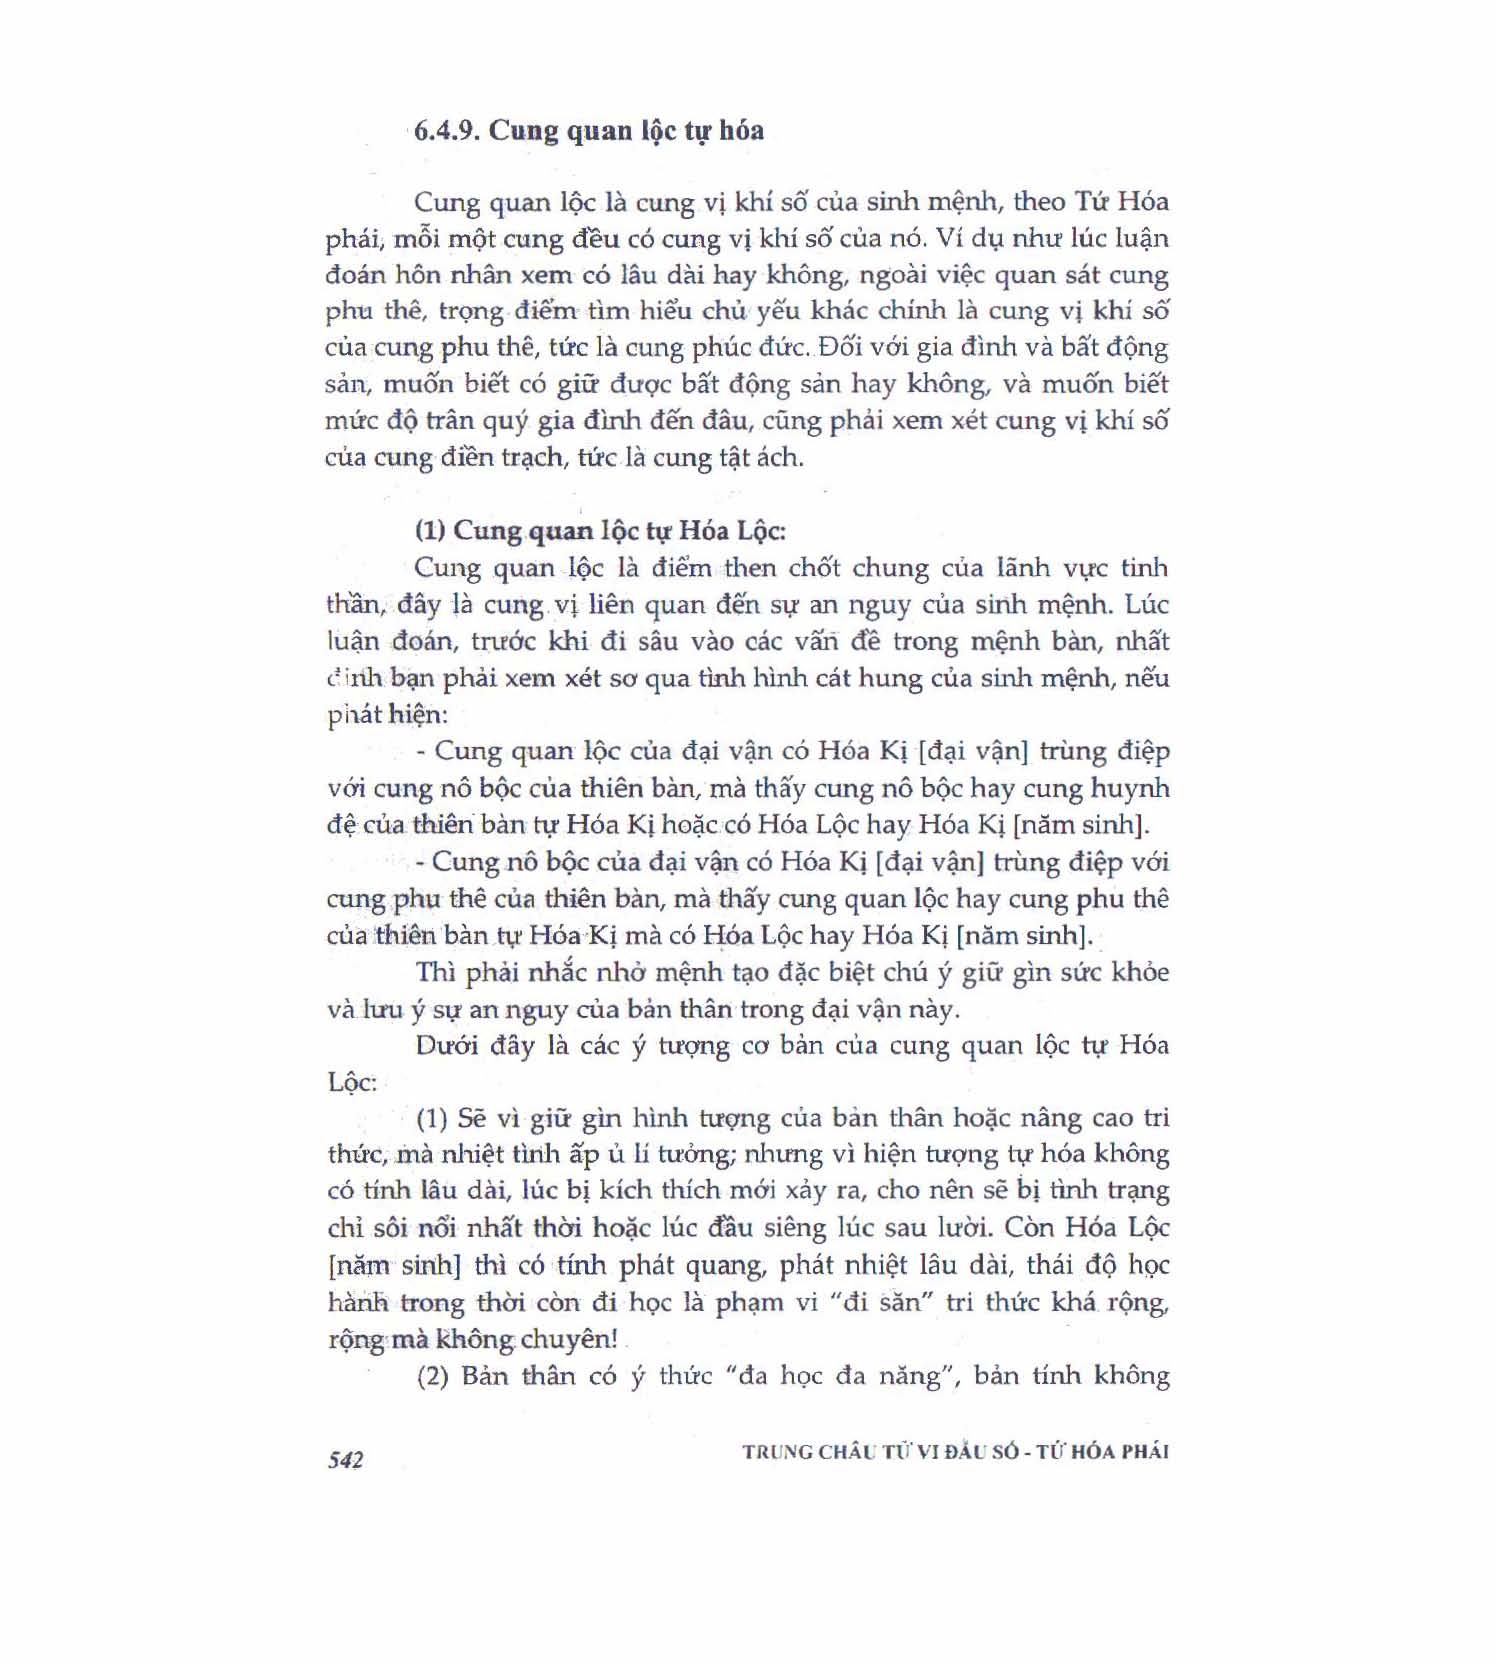 6.4.9. Cung quan lộc tự hóa
Cung quan lộc là cung vị khí số của sinh mệnh, theo Tứ Hóa
phái, mỗi một cung đều có cung vị khí số của nó. Ví dụ như lúc luận
đoán hôn nhân xem có lâu dài hay không, ngoài việc quan sát cung
phu thê, trọng điểm tìm hiểu chủ yếu khác chính là cung vị khí số
của cung phu thê, tức là cung phúc đức. Đối với gia đình và bất động
sản, muốn biết có giữ được bất động sản hay không, và muốn biết
mức độ trân quý gia đình đến đâu, cũng phải xem xét cung vị khí số
của cung điền trạch, tức là cung tật ách.
(1) Cung quan lộc tự Hóa Lộc:
Cung quan lộc là điểm then chốt chung của lãnh vực tinh
thần, đây là cung vị liên quan đến sự an nguy của sinh mệnh. Lúc
luận đoán, trước khi đi sâu vào các vấn đề trong mệnh bàn, nhất
định bạn phải xem xét sơ qua tình hình cát hung của sinh mệnh, nếu
phát hiện:
- Cung quan lộc của đại vận có Hóa Kị [đại vận] trùng điệp
với cung nô bộc của thiên bàn, mà thấy cung nô bộc hay cung huynh
đệ của thiên bàn tự Hóa Kị hoặc có Hóa Lộc hay Hóa Kị [năm sinh].
- Cung nô bộc của đại vận có Hóa Kị [đại vận] trùng điệp với
cung phu thê của thiên bàn, mà thấy cung quan lộc hay cung phu thê
của thiên bàn tự Hóa Kị mà có Hóa Lộc hay Hóa Kị [năm sinh].
Thì phải nhắc nhở mệnh tạo đặc biệt chú ý giữ gìn sức khỏe
và lưu ý sự an nguy của bản thân trong đại vận này.
Dưới đây là các ý tượng cơ bản của cung quan lộc tự Hóa
Lộc:
(1) Sẽ vì giữ gìn hình tượng của bản thân hoặc nâng cao tri
thức, mà nhiệt tình ấp ủ lí tưởng; nhưng vì hiện tượng tự hóa không
có tính lâu dài, lúc bị kích thích mới xảy ra, cho nên sẽ bị tình trạng
chỉ sôi nổi nhất thời hoặc lúc đầu siêng lúc sau lười. Còn Hóa Lộc
[năm sinh] thì có tính phát quang, phát nhiệt lâu dài, thái độ học
hành trong thời còn đi học là phạm vi "đi săn" tri thức khá rộng,
rộng mà không chuyên!
(2) Bản thân có ý thức "đa học đa năng", bản tính không
542
TRUNG CHÂU TỬ VI ĐẨU SỐ - TỨ HÓA PHÁI